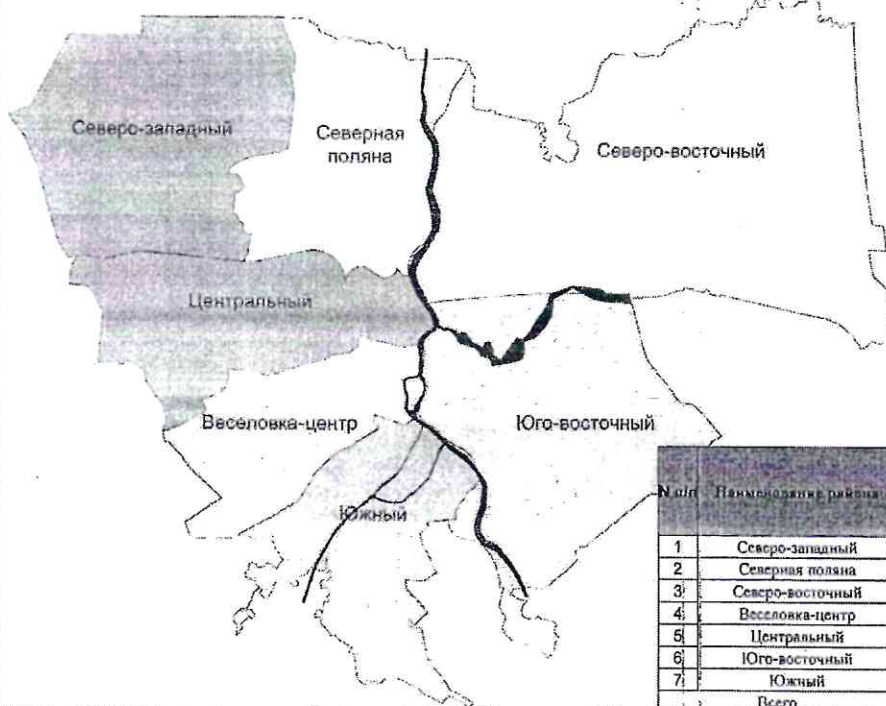 Северо-западный
Северная
поляна
Северо-восточный
Центральный
Веселовка-центр
Юго-восточный
Южный
N п/п Наименование района
1 Северо-западный
2 Северная поляна
3 Северо-восточный
4 Веселовка-центр
5 Центральный
6 Юго-восточный
7 Южный
Всего